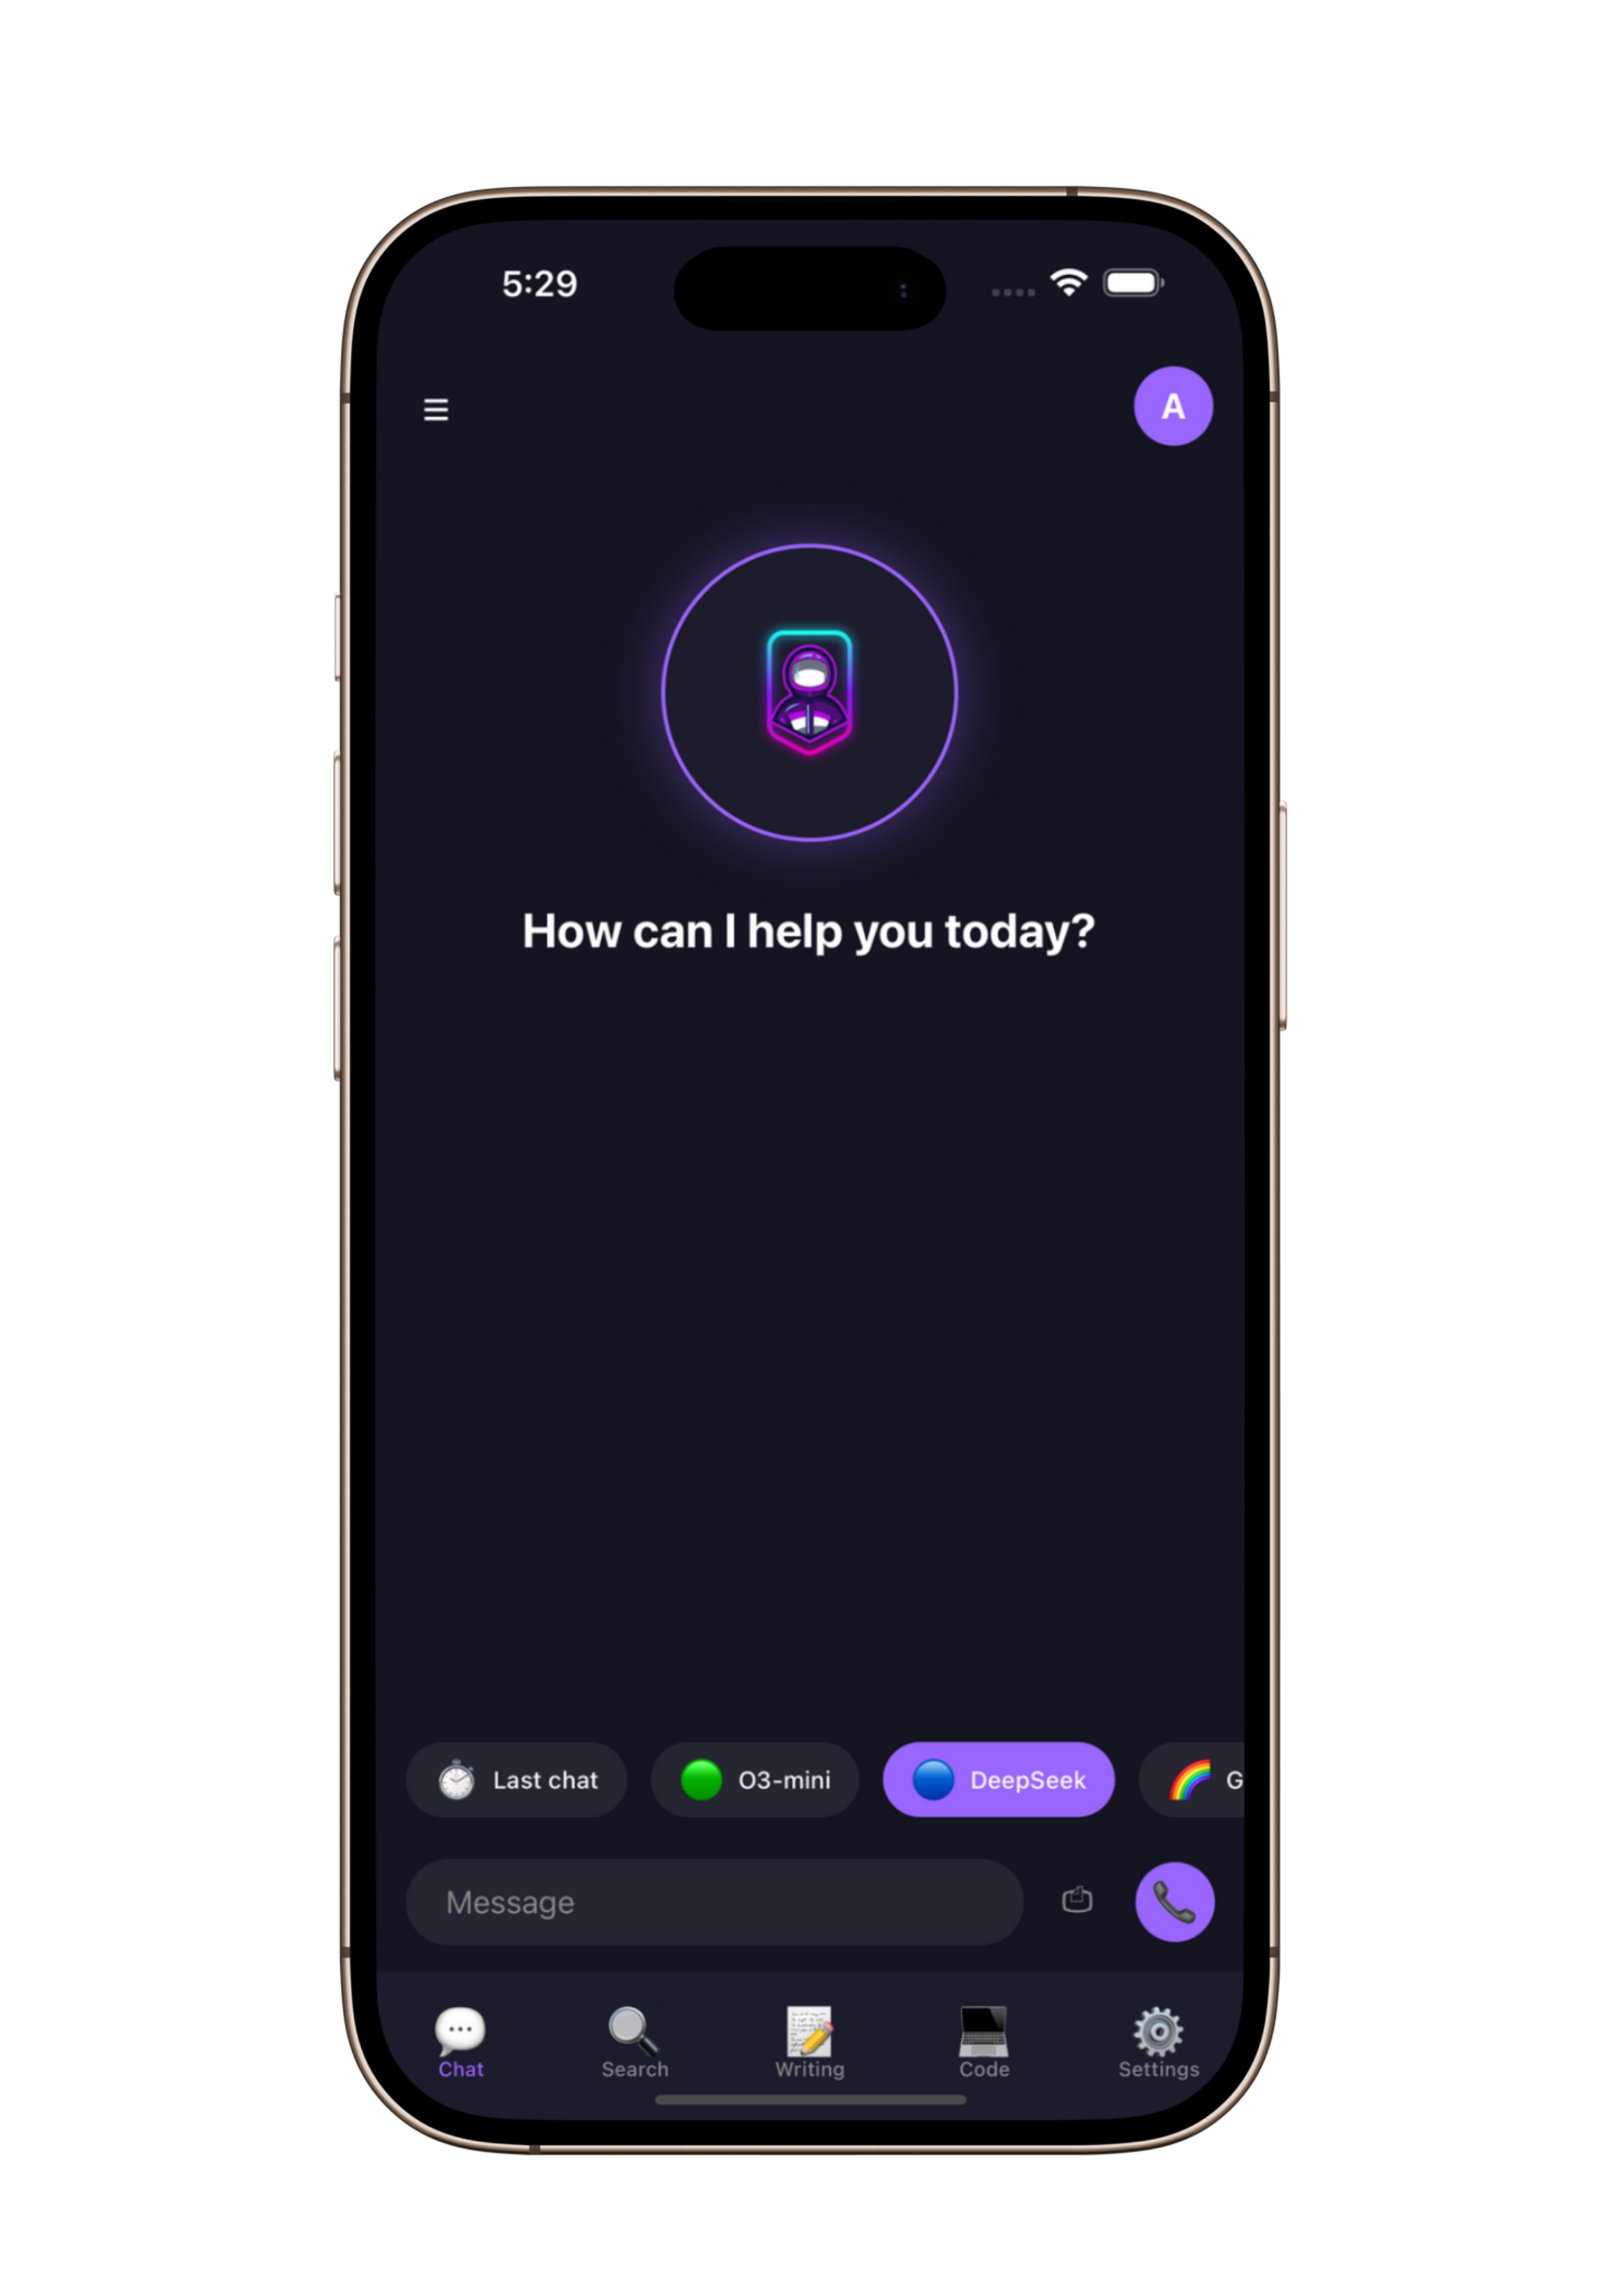 5:29
A
How can I help you today?
Last chat
O3-mini
DeepSeek
G
Message
Chat
Search
Writing
Code
Settings